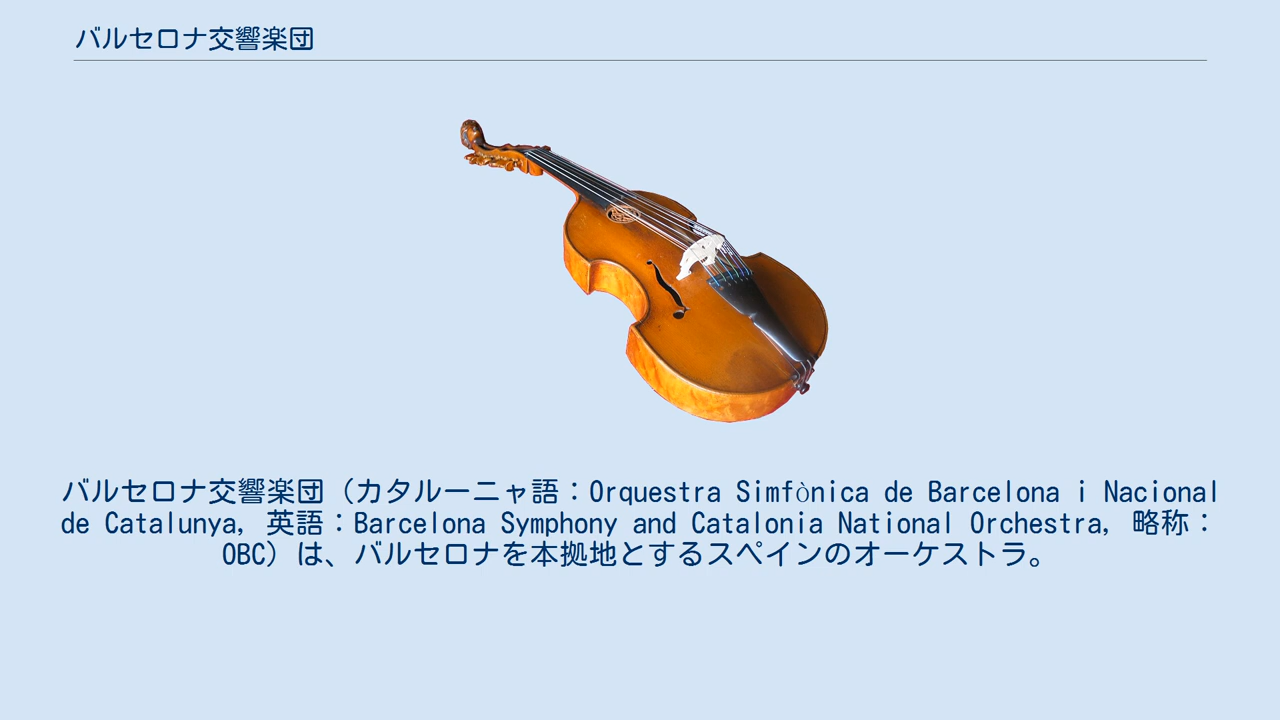 バルセロナ交響楽団
バルセロナ交響楽団（カタルーニャ語：Orquestra Simfònica de Barcelona i Nacional
de Catalunya, 英語：Barcelona Symphony and Catalonia National Orchestra, 略称：
OBC）は、バルセロナを本拠地とするスペインのオーケストラ。